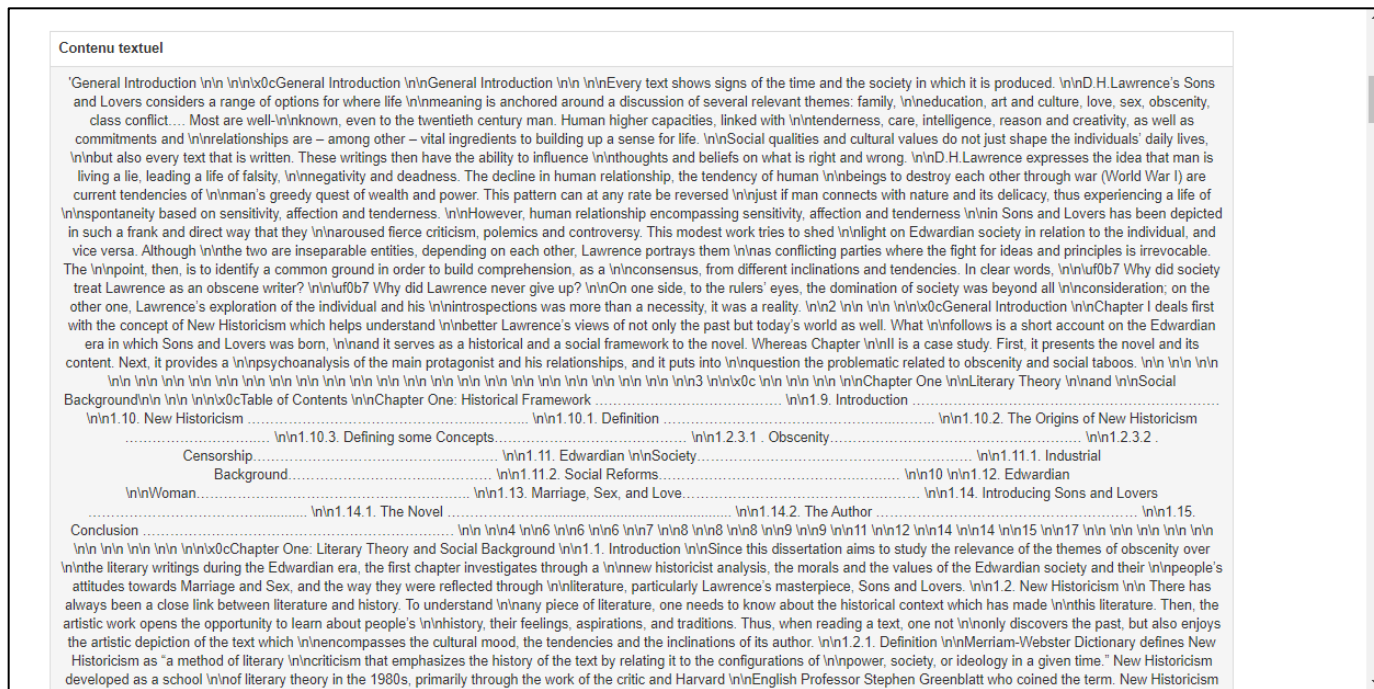 Contenu textuel
'General Introduction \n\n \n\n\x0cGeneral Introduction \n\nGeneral Introduction \n\n \n\nEvery text shows signs of the time and the society in which it is produced. \n\nD.H.Lawrence's Sons
and Lovers considers a range of options for where life \n\nmeaning is anchored around a discussion of several relevant themes: family, \n\neducation, art and culture, love, sex, obscenity,
class conflict.... Most are well-\n\nknown, even to the twentieth century man. Human higher capacities, linked with \n\ntenderness, care, intelligence, reason and creativity, as well as
commitments and \n\nrelationships are – among other – vital ingredients to building up a sense for life. \n\nSocial qualities and cultural values do not just shape the individuals' daily lives,
\n\nbut also every text that is written. These writings then have the ability to influence \n\nthoughts and beliefs on what is right and wrong. \n\nD.H.Lawrence expresses the idea that man is
living a lie, leading a life of falsity, \n\nnegativity and deadness. The decline in human relationship, the tendency of human \n\nbeings to destroy each other through war (World War I) are
current tendencies of \n\nman's greedy quest of wealth and power. This pattern can at any rate be reversed \n\njust if man connects with nature and its delicacy, thus experiencing a life of
\n\nspontaneity based on sensitivity, affection and tenderness. \n\nHowever, human relationship encompassing sensitivity, affection and tenderness \n\nin Sons and Lovers has been depicted
in such a frank and direct way that they \n\naroused fierce criticism, polemics and controversy. This modest work tries to shed \n\nlight on Edwardian society in relation to the individual, and
vice versa. Although \n\nthe two are inseparable entities, depending on each other, Lawrence portrays them \n\nas conflicting parties where the fight for ideas and principles is irrevocable.
The \n\npoint, then, is to identify a common ground in order to build comprehension, as a \n\nconsensus, from different inclinations and tendencies. In clear words, \n\n\uf0b7 Why did society
treat Lawrence as an obscene writer? \n\n\uf0b7 Why did Lawrence never give up? \n\nOn one side, to the rulers' eyes, the domination of society was beyond all \n\nconsideration; on the
other one, Lawrence's exploration of the individual and his \n\nintrospections was more than a necessity, it was a reality. \n\n2 \n\n \n\n \n\n\x0cGeneral Introduction \n\nChapter I deals first
with the concept of New Historicism which helps understand \n\nbetter Lawrence's views of not only the past but today's world as well. What \n\nfollows is a short account on the Edwardian
era in which Sons and Lovers was born, \n\nand it serves as a historical and a social framework to the novel. Whereas Chapter \n\nII is a case study. First, it presents the novel and its
content. Next, it provides a \n\npsychoanalysis of the main protagonist and his relationships, and it puts into \n\nquestion the problematic related to obscenity and social taboos. \n\n \n\n \n\n
\n\n \n\n \n\n \n\n \n\n \n\n \n\n \n\n \n\n \n\n \n\n \n\n \n\n \n\n \n\n \n\n \n\n \n\n \n\n \n\n3 \n\n\x0c \n\n \n\n \n\n \n\nChapter One \n\nLiterary Theory \n\nand \n\nSocial
Background\n\n \n\n \n\n\x0cTable of Contents \n\nChapter One: Historical Framework ........................................ \n\n1.9. Introduction ..................................................................
\n\n1.10. New Historicism ............................................................ \n\n1.10.1. Definition .......................................................... \n\n1.10.2. The Origins of New Historicism
............................... \n\n1.10.3. Defining some Concepts......................................... \n\n1.2.3.1 . Obscenity..................................................... \n\n1.2.3.2 .
Censorship..................................................... \n\n1.11. Edwardian \n\nSociety..................................................... \n\n1.11.1. Industrial
Background............................................ \n\n1.11.2. Social Reforms.................................................... \n\n10 \n\n1.12. Edwardian
\n\nWoman........................................................... \n\n1.13. Marriage, Sex, and Love................................................... \n\n1.14. Introducing Sons and Lovers
............................................... \n\n1.14.1. The Novel ............................................................. \n\n1.14.2. The Author ........................................................ \n\n1.15.
Conclusion ................................................................... \n\n \n\n4 \n\n6 \n\n6 \n\n6 \n\n7 \n\n8 \n\n8 \n\n8 \n\n9 \n\n9 \n\n11 \n\n12 \n\n14 \n\n14 \n\n15 \n\n17 \n\n \n\n \n\n \n\n \n\n
\n\n \n\n \n\n \n\n \n\n \n\n\x0cChapter One: Literary Theory and Social Background \n\n1.1. Introduction \n\nSince this dissertation aims to study the relevance of the themes of obscenity over
\n\nthe literary writings during the Edwardian era, the first chapter investigates through a \n\nnew historicist analysis, the morals and the values of the Edwardian society and their \n\npeople's
attitudes towards Marriage and Sex, and the way they were reflected through \n\nliterature, particularly Lawrence's masterpiece, Sons and Lovers. \n\n1.2. New Historicism \n\n There has
always been a close link between literature and history. To understand \n\nany piece of literature, one needs to know about the historical context which has made \n\nthis literature. Then, the
artistic work opens the opportunity to learn about people's \n\nhistory, their feelings, aspirations, and traditions. Thus, when reading a text, one not \n\nonly discovers the past, but also enjoys
the artistic depiction of the text which \n\nencompasses the cultural mood, the tendencies and the inclinations of its author. \n\n1.2.1. Definition \n\nMerriam-Webster Dictionary defines New
Historicism as "a method of literary \n\ncriticism that emphasizes the history of the text by relating it to the configurations of \n\npower, society, or ideology in a given time." New Historicism
developed as a school \n\nof literary theory in the 1980s, primarily through the work of the critic and Harvard \n\nEnglish Professor Stephen Greenblatt who coined the term. New Historicism